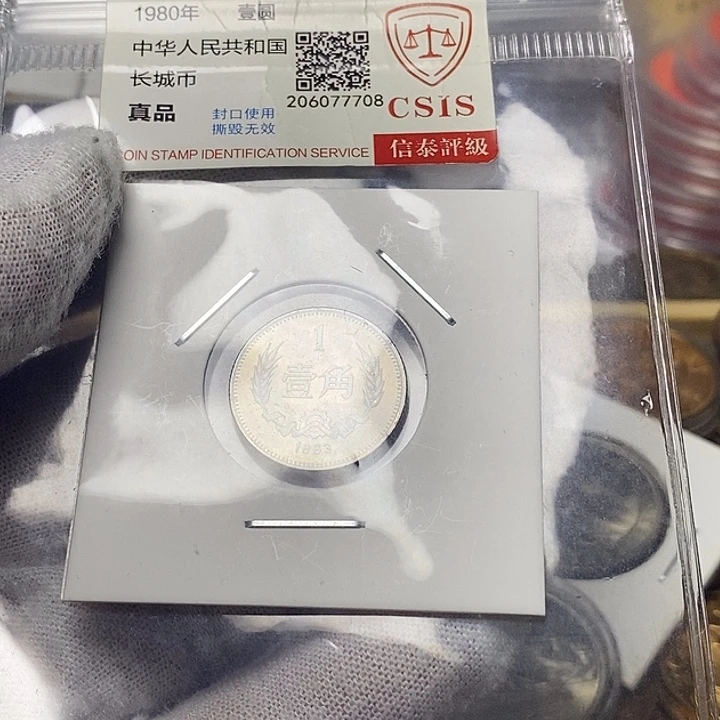 1980年 壹圆
中华人民共和国
长城币
真品
封口使用
撕毁无效
206077708
CSIS
COIN STAMP IDENTIFICATION SERVICE
信泰評級
1
壹角
1983